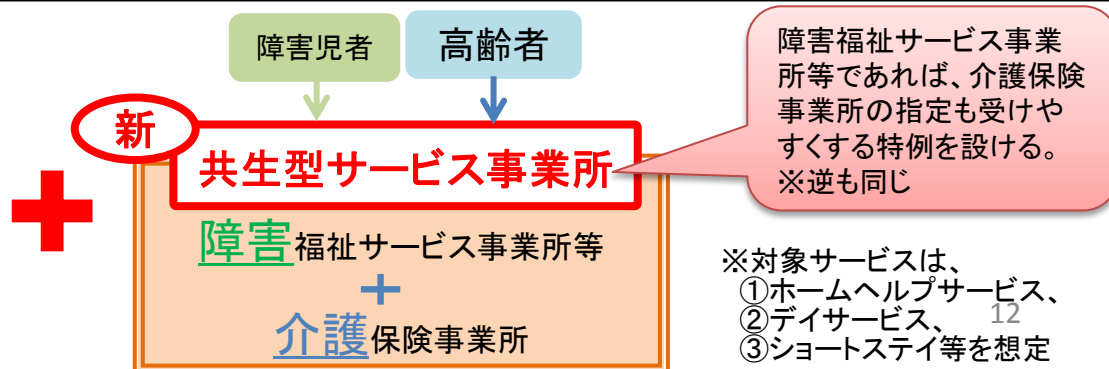 障害児者
高齢者
新
共生型サービス事業所
障害福祉サービス事業所等
+
介護保険事業所
障害福祉サービス事業
所等であれば、介護保険
事業所の指定も受けや
すくする特例を設ける。
※逆も同じ
※対象サービスは、
①ホームヘルプサービス、
②デイサービス、
12
③ショートステイ等を想定